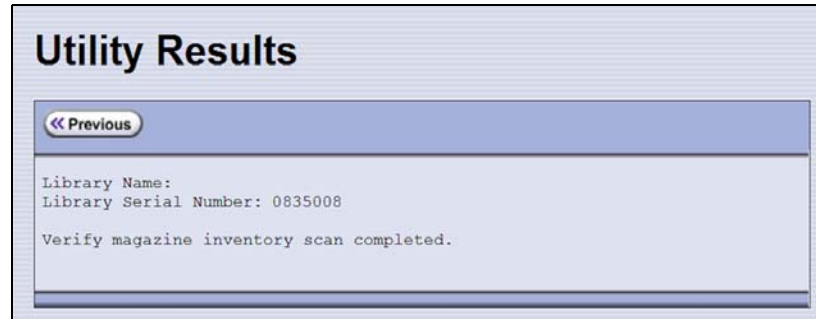 Utility Results
« Previous
Library Name:
Library Serial Number: 0835008
Verify magazine inventory scan completed.